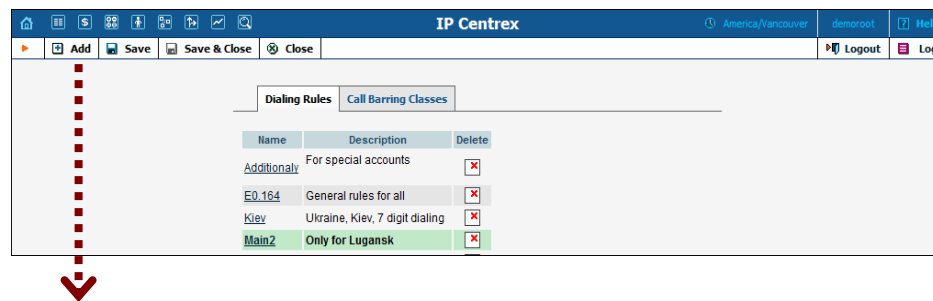 IP Centrex America/Vancouver demoroot Hel
Add Save Save & Close Close Logout Lo
Dialing Rules Call Barring Classes
Name Description Delete
Additionaly For special accounts
E0.164 General rules for all
Kiev Ukraine, Kiev, 7 digit dialing
Main2 Only for Lugansk